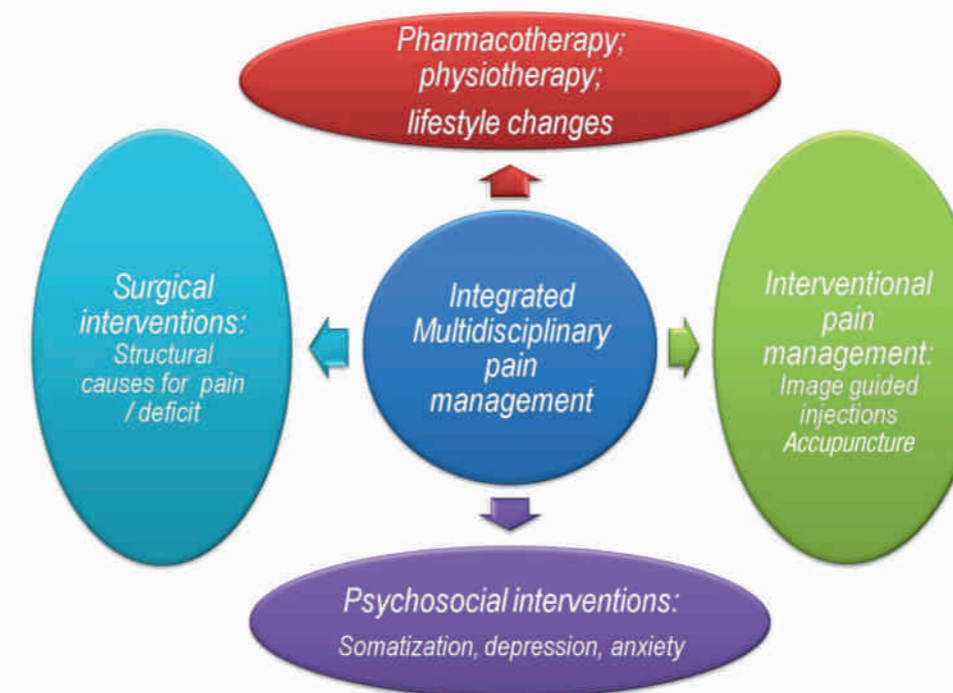 Pharmacotherapy;
physiotherapy;
lifestyle changes
Surgical
interventions:
Structural
causes for pain
/ deficit
Integrated
Multidisciplinary
pain
management
Interventional
pain
management:
Image guided
injections
Accupuncture
Psychosocial interventions:
Somatization, depression, anxiety